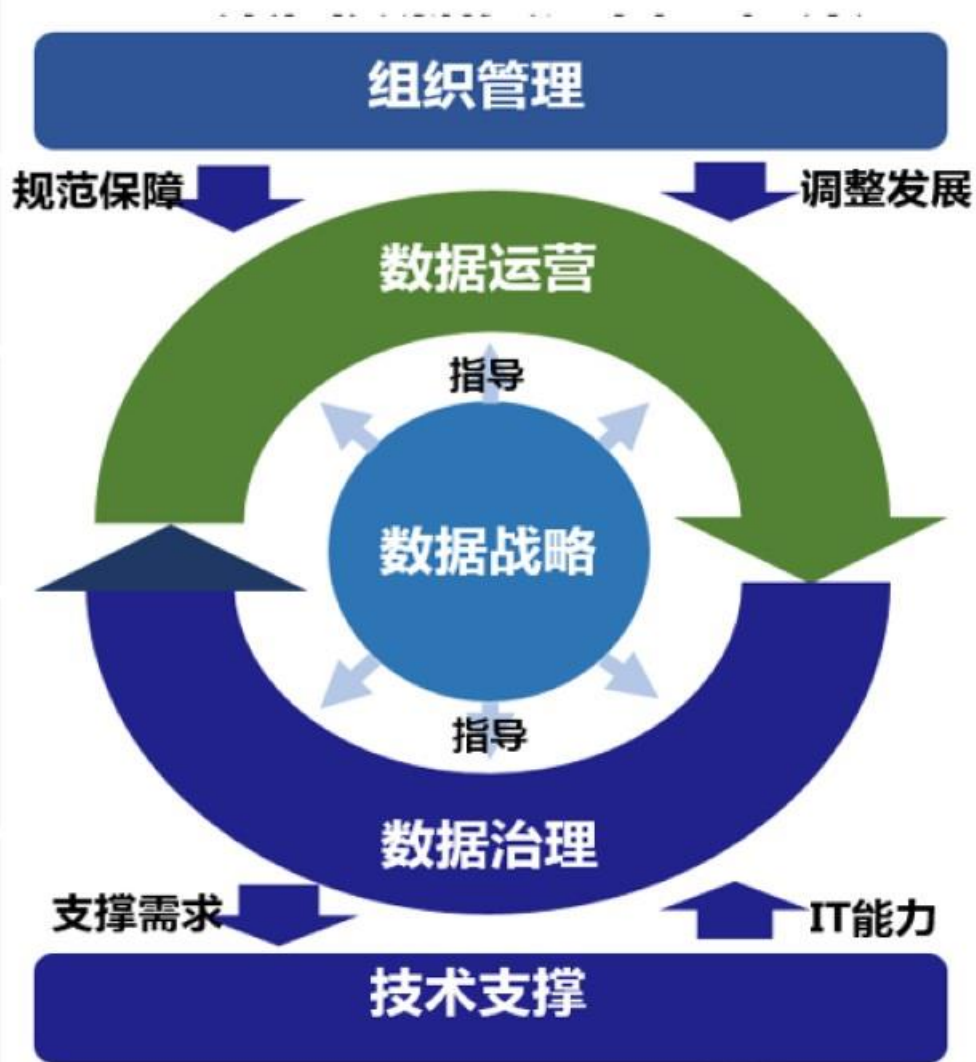 组织管理
规范保障
调整发展
数据运营
指导
数据战略
指导
数据治理
支撑需求
IT能力
技术支撑